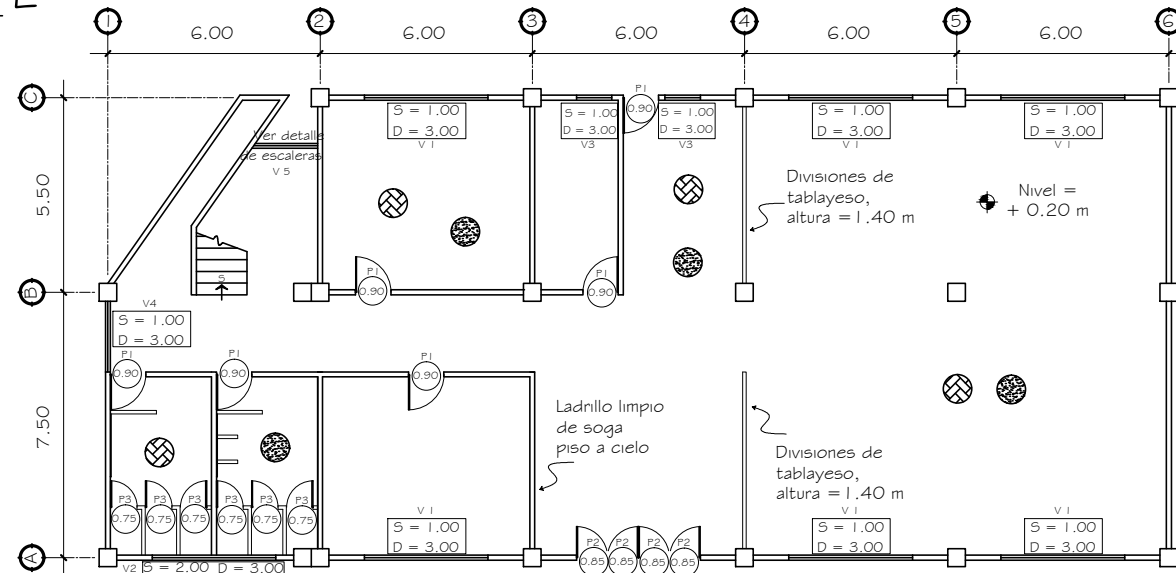 1
2
3
4
5
6
6.00
6.00
6.00
6.00
6.00
C
S = 1.00
D = 3.00
V 1
S = 1.00
D = 3.00
V3
P1
0.90
S = 1.00
D = 3.00
V3
S = 1.00
D = 3.00
V 1
S = 1.00
D = 3.00
V 1
Ver detalle
de escaleras
V 5
5.50
Divisiones de
tablayeso,
altura =1.40 m
Nivel =
+ 0.20 m
P1
0.90
P1
0.90
S
B
V4
S = 1.00
D = 3.00
P1
0.90
P1
0.90
P1
0.90
7.50
Ladrillo limpio
de soga
piso a cielo
Divisiones de
tablayeso,
altura =1.40 m
P3
0.75
P3
0.75
P3
0.75
P3
0.75
P3
0.75
P3
0.75
V 1
S = 1.00
D = 3.00
P2
0.85
P2
0.85
P2
0.85
P2
0.85
V 1
S = 1.00
D = 3.00
V 1
S = 1.00
D = 3.00
A
V2
S = 2.00 D = 3.00